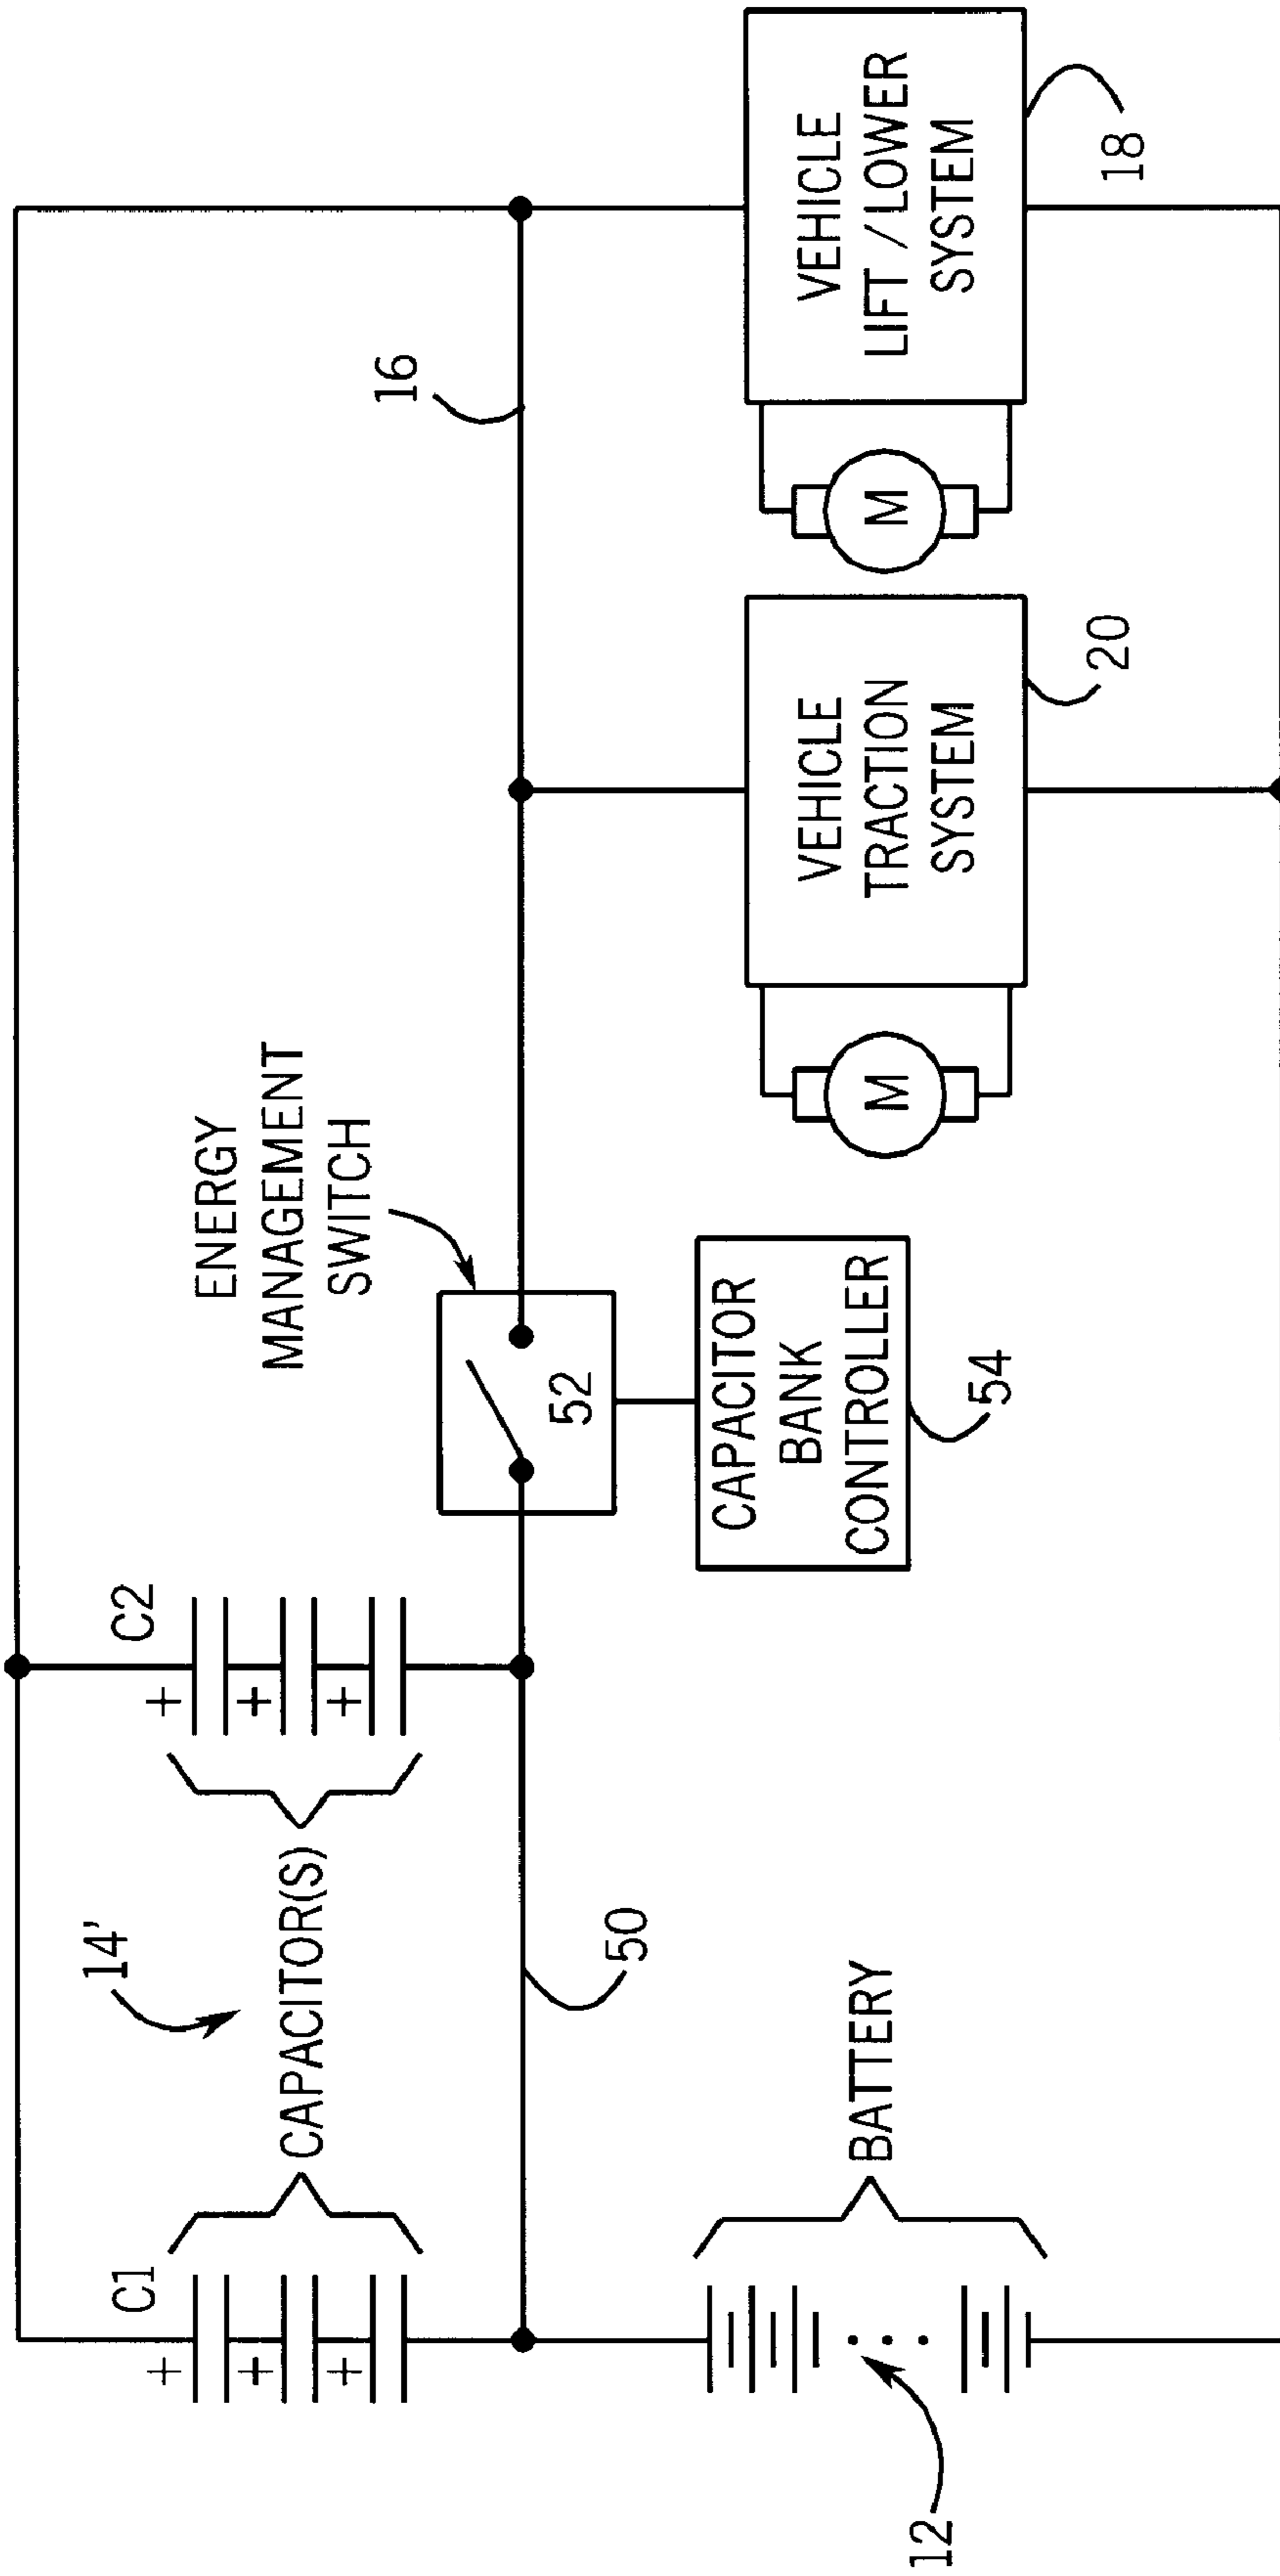 C1
+
+
+
CAPACITOR(S)
14'
C2
+
+
+
ENERGY
MANAGEMENT
SWITCH
16
50
52
12
BATTERY
CAPACITOR
BANK
CONTROLLER
54
M
VEHICLE
TRACTION
SYSTEM
20
M
VEHICLE
LIFT / LOWER
SYSTEM
18